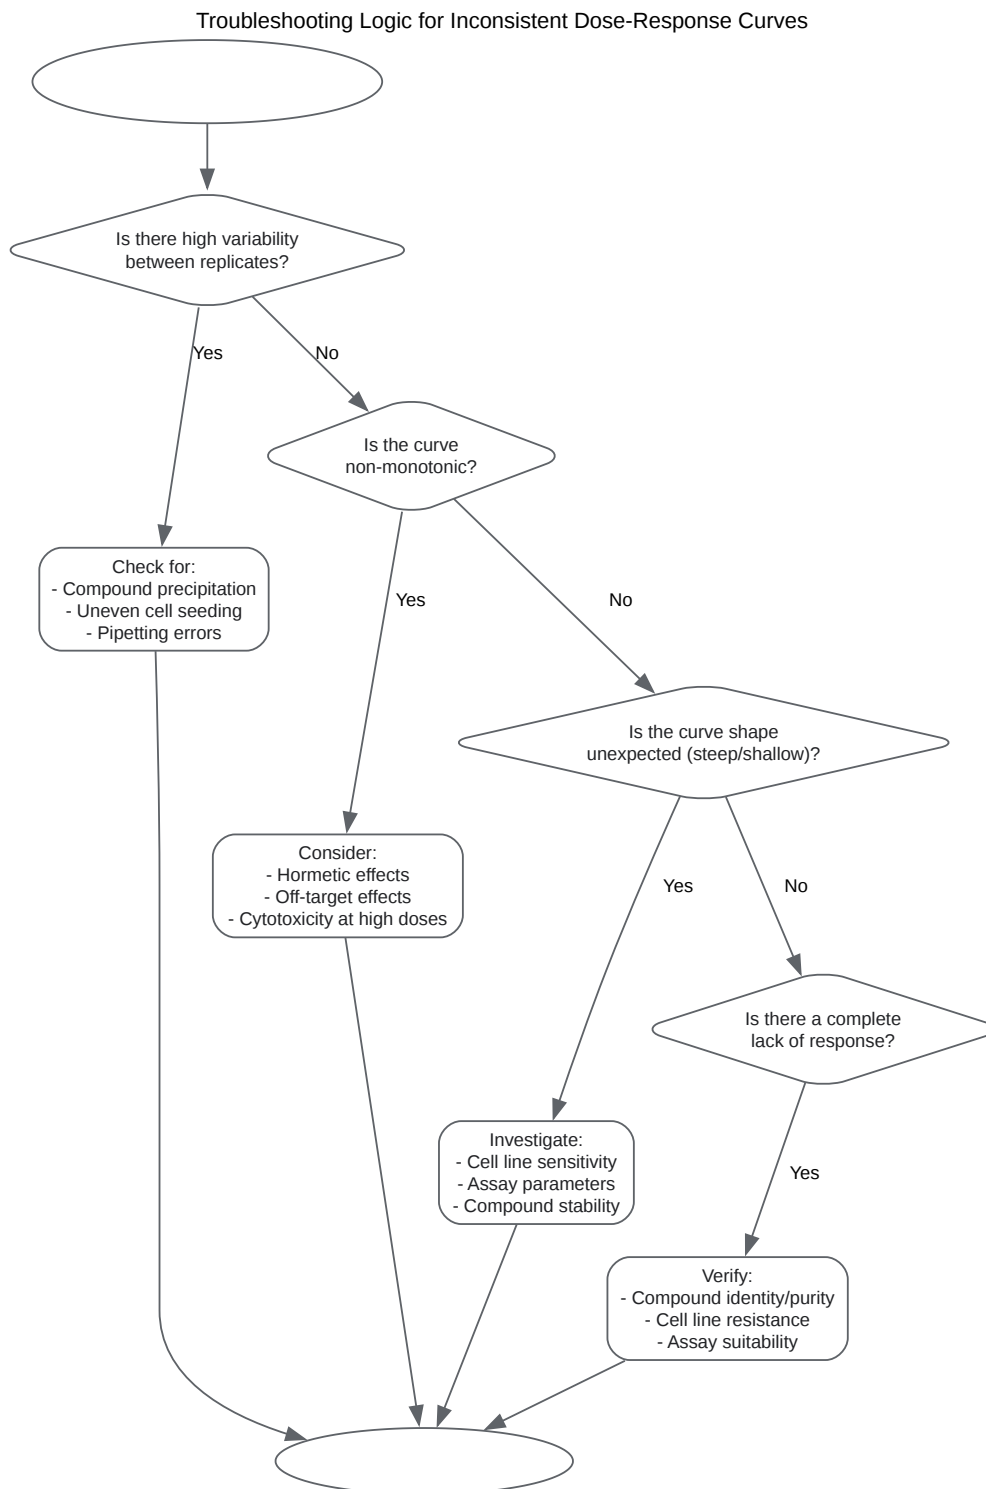 Troubleshooting Logic for Inconsistent Dose-Response Curves
Is there high variability
between replicates?
Yes
No
Is the curve
non-monotonic?
Check for:
- Compound precipitation
- Uneven cell seeding
- Pipetting errors
Yes
No
Is the curve shape
unexpected (steep/shallow)?
Consider:
- Hormetic effects
- Off-target effects
- Cytotoxicity at high doses
Yes
No
Is there a complete
lack of response?
Investigate:
- Cell line sensitivity
- Assay parameters
- Compound stability
Yes
Verify:
- Compound identity/purity
- Cell line resistance
- Assay suitability